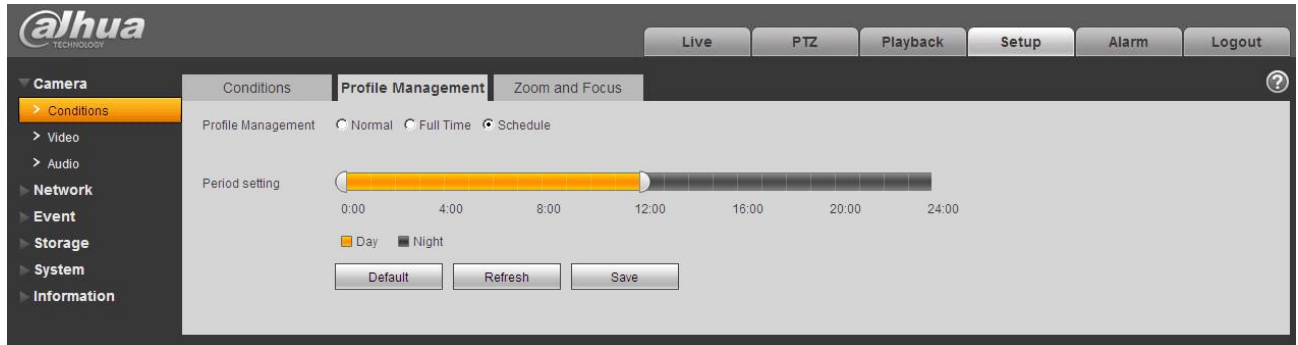 alhua
TECHNOLOGY
Live PTZ Playback Setup Alarm Logout
Camera
Conditions
Video
Audio
Network
Event
Storage
System
Information
Conditions Profile Management Zoom and Focus
?
Profile Management Normal Full Time Schedule
Period setting
0:00 4:00 8:00 12:00 16:00 20:00 24:00
Day Night
Default Refresh Save